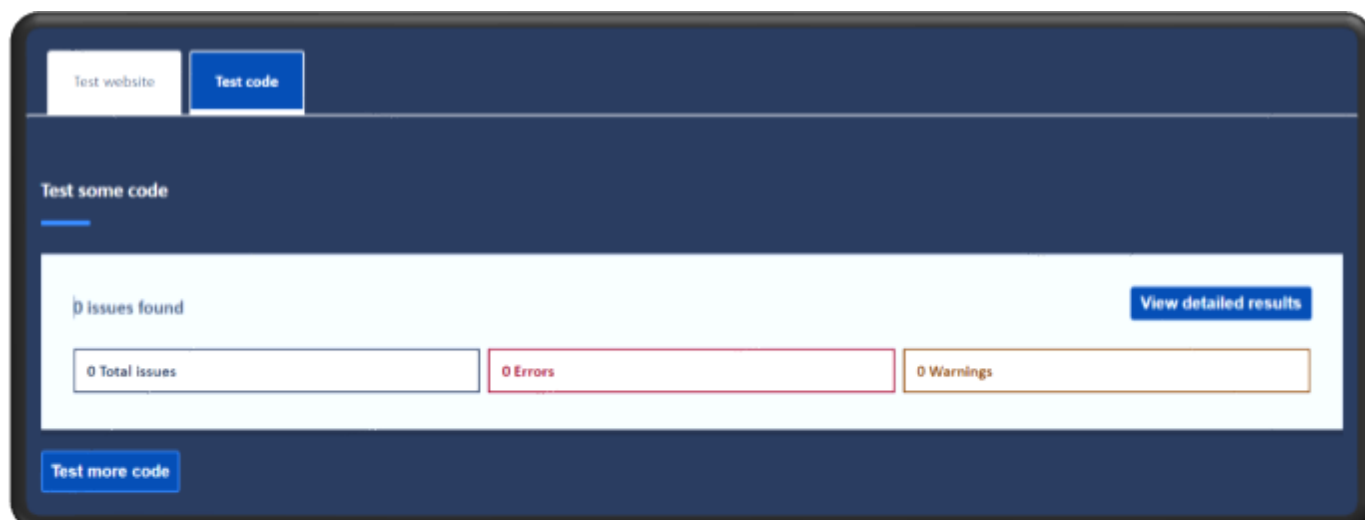 Test website
Test code
Test some code
0 issues found
View detailed results
0 Total issues
0 Errors
0 Warnings
Test more code